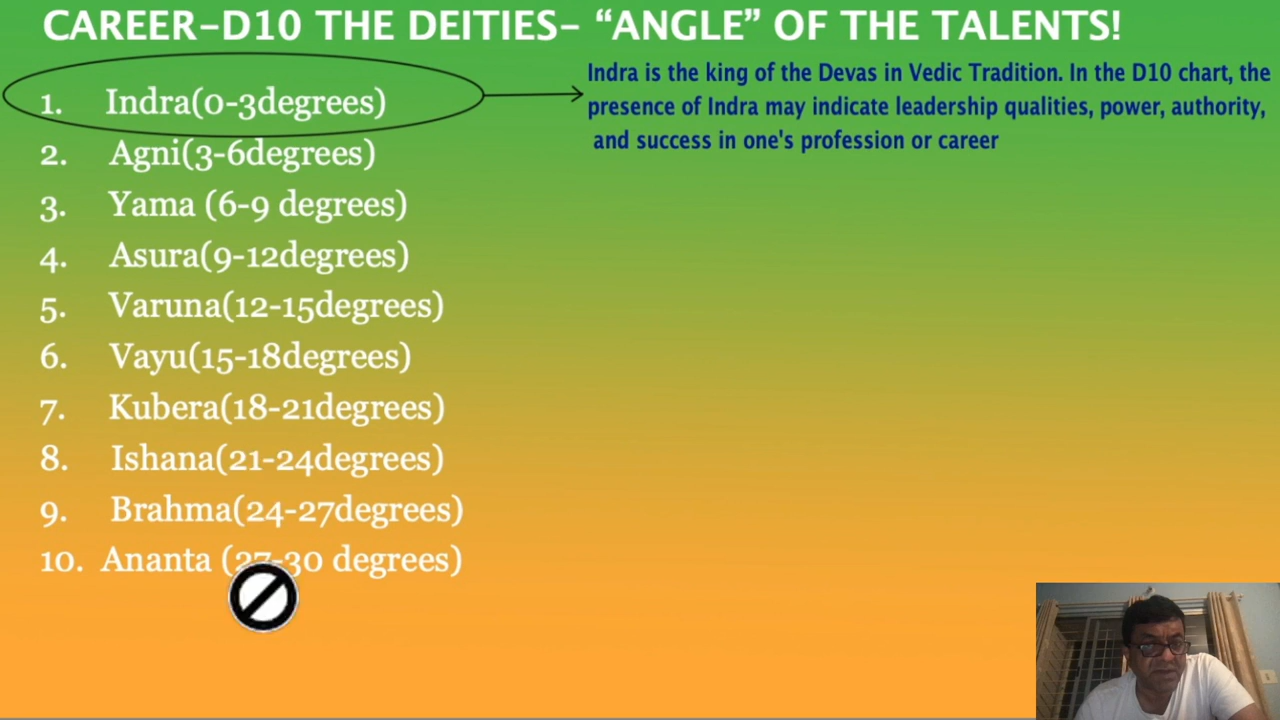 CAREER-D10 THE DEITIES- “ANGLE” OF THE TALENTS!
Indra is the king of the Devas in Vedic Tradition. In the D10 chart, the
presence of Indra may indicate leadership qualities, power, authority,
and success in one's profession or career
1. Indra(0-3degrees)
2. Agni(3-6degrees)
3. Yama (6-9 degrees)
4. Asura(9-12degrees)
5. Varuna(12-15degrees)
6. Vayu(15-18degrees)
7. Kubera(18-21degrees)
8. Ishana(21-24degrees)
9. Brahma(24-27degrees)
10. Ananta (27-30 degrees)